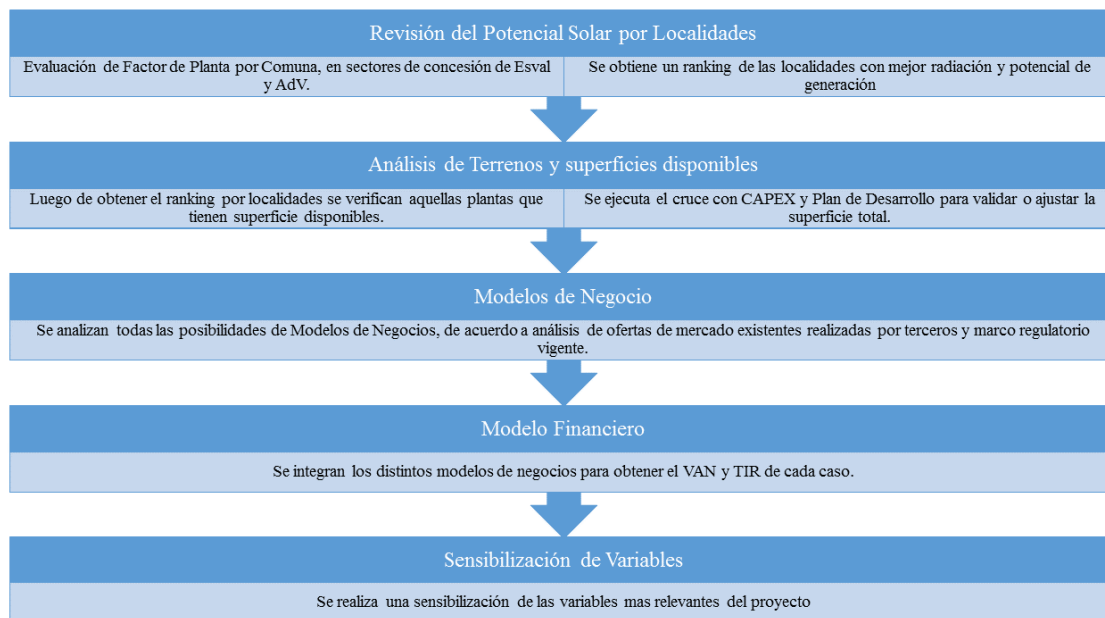 Revisión del Potencial Solar por Localidades
Evaluación de Factor de Planta por Comuna, en sectores de concesión de Esval
y AdV.
Se obtiene un ranking de las localidades con mejor radiación y potencial de
generación
Análisis de Terrenos y superficies disponibles
Luego de obtener el ranking por localidades se verifican aquellas plantas que
tienen superficie disponibles.
Se ejecuta el cruce con CAPEX y Plan de Desarrollo para validar o ajustar la
superficie total.
Modelos de Negocio
Se analizan todas las posibilidades de Modelos de Negocios, de acuerdo a análisis de ofertas de mercado existentes realizadas por terceros y marco regulatorio
vigente.
Modelo Financiero
Se integran los distintos modelos de negocios para obtener el VAN y TIR de cada caso.
Sensibilización de Variables
Se realiza una sensibilización de las variables mas relevantes del proyecto